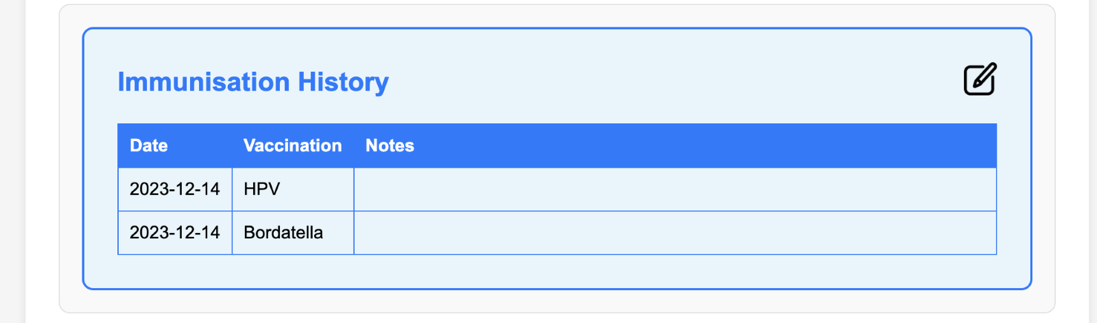 Immunisation History
Date Vaccination Notes
2023-12-14 HPV
2023-12-14 Bordatella